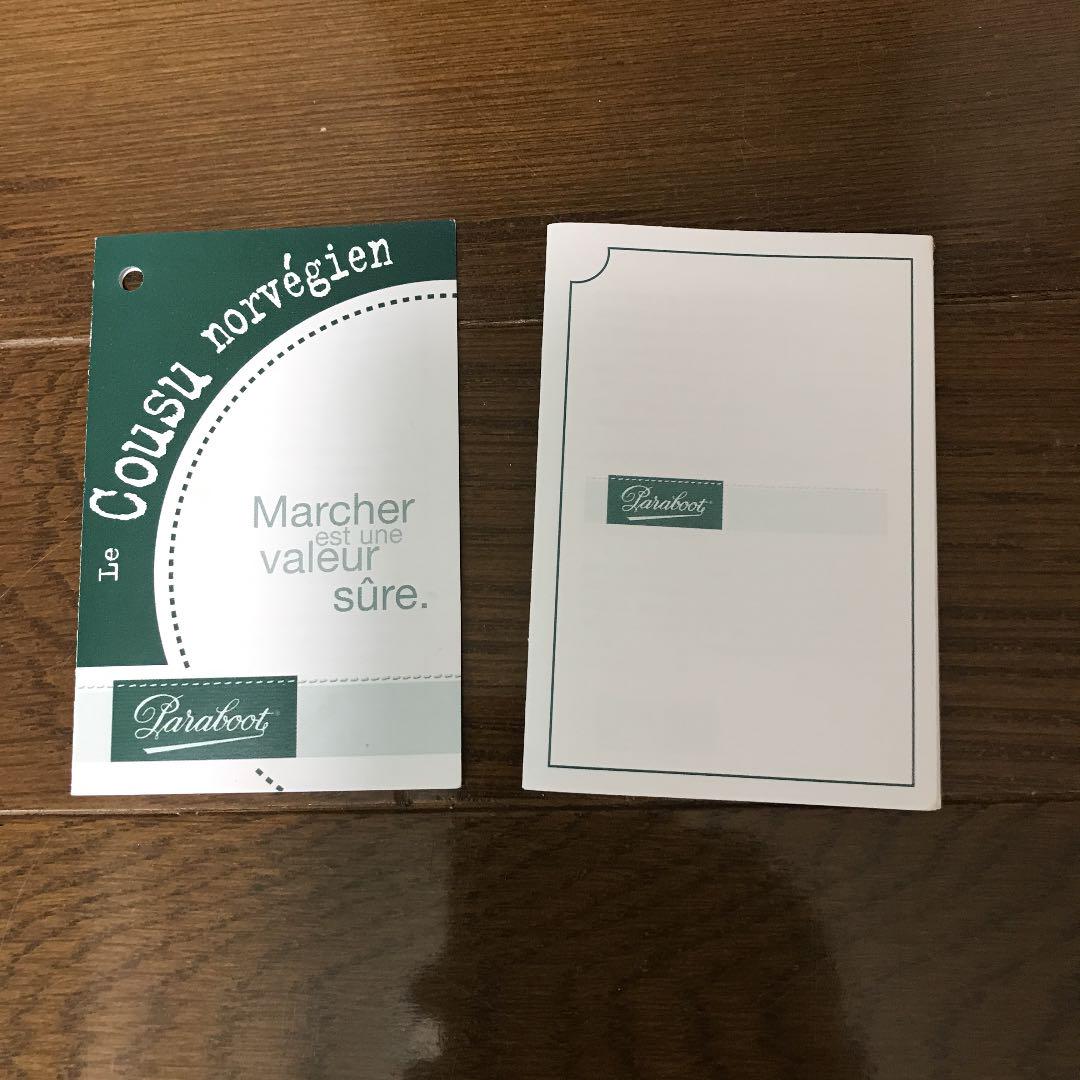 Le Cousu norvégien
Marcher
est une
valeur
sûre.
Paraboot
Paraboot